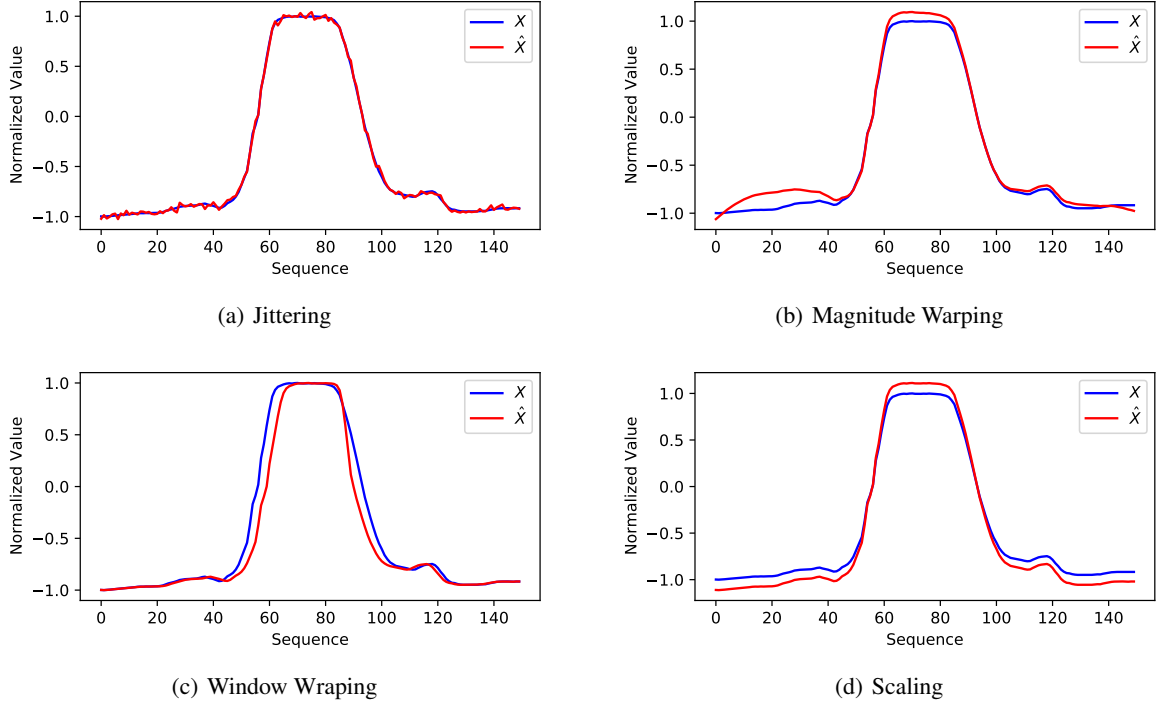 1.0
0.5
0.0
−0.5
−1.0
Normalized Value
0 20 40 60 80 100 120 140
Sequence
X
X̂
(a) Jittering
1.0
0.5
0.0
−0.5
−1.0
Normalized Value
0 20 40 60 80 100 120 140
Sequence
X
X̂
(b) Magnitude Warping
1.0
0.5
0.0
−0.5
−1.0
Normalized Value
0 20 40 60 80 100 120 140
Sequence
X
X̂
(c) Window Wraping
1.0
0.5
0.0
−0.5
−1.0
Normalized Value
0 20 40 60 80 100 120 140
Sequence
X
X̂
(d) Scaling